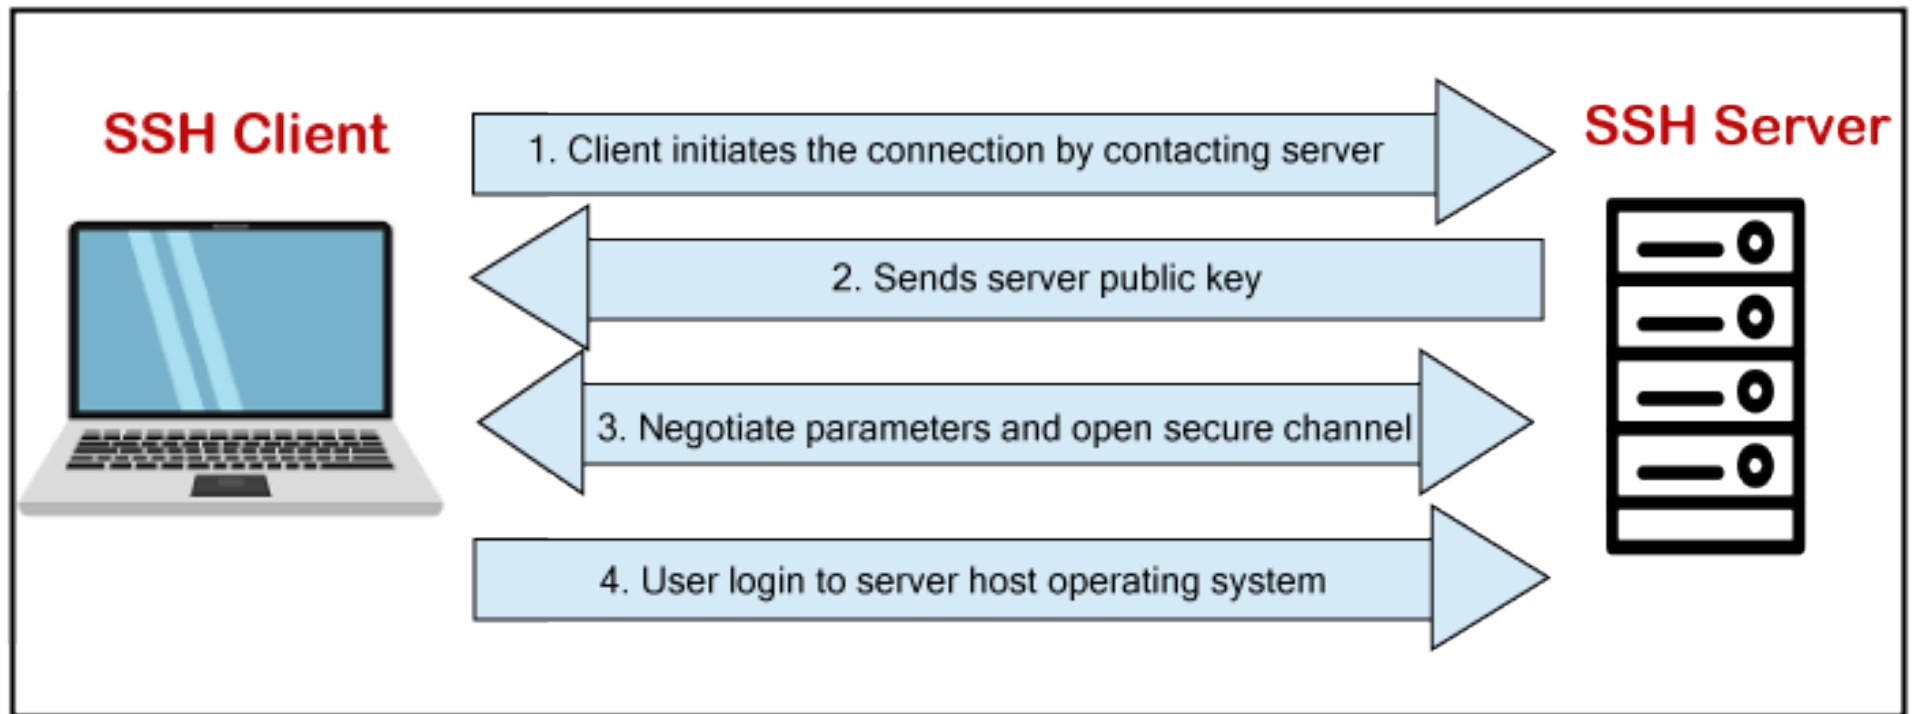 SSH Client
SSH Server
1. Client initiates the connection by contacting server
2. Sends server public key
3. Negotiate parameters and open secure channel
4. User login to server host operating system